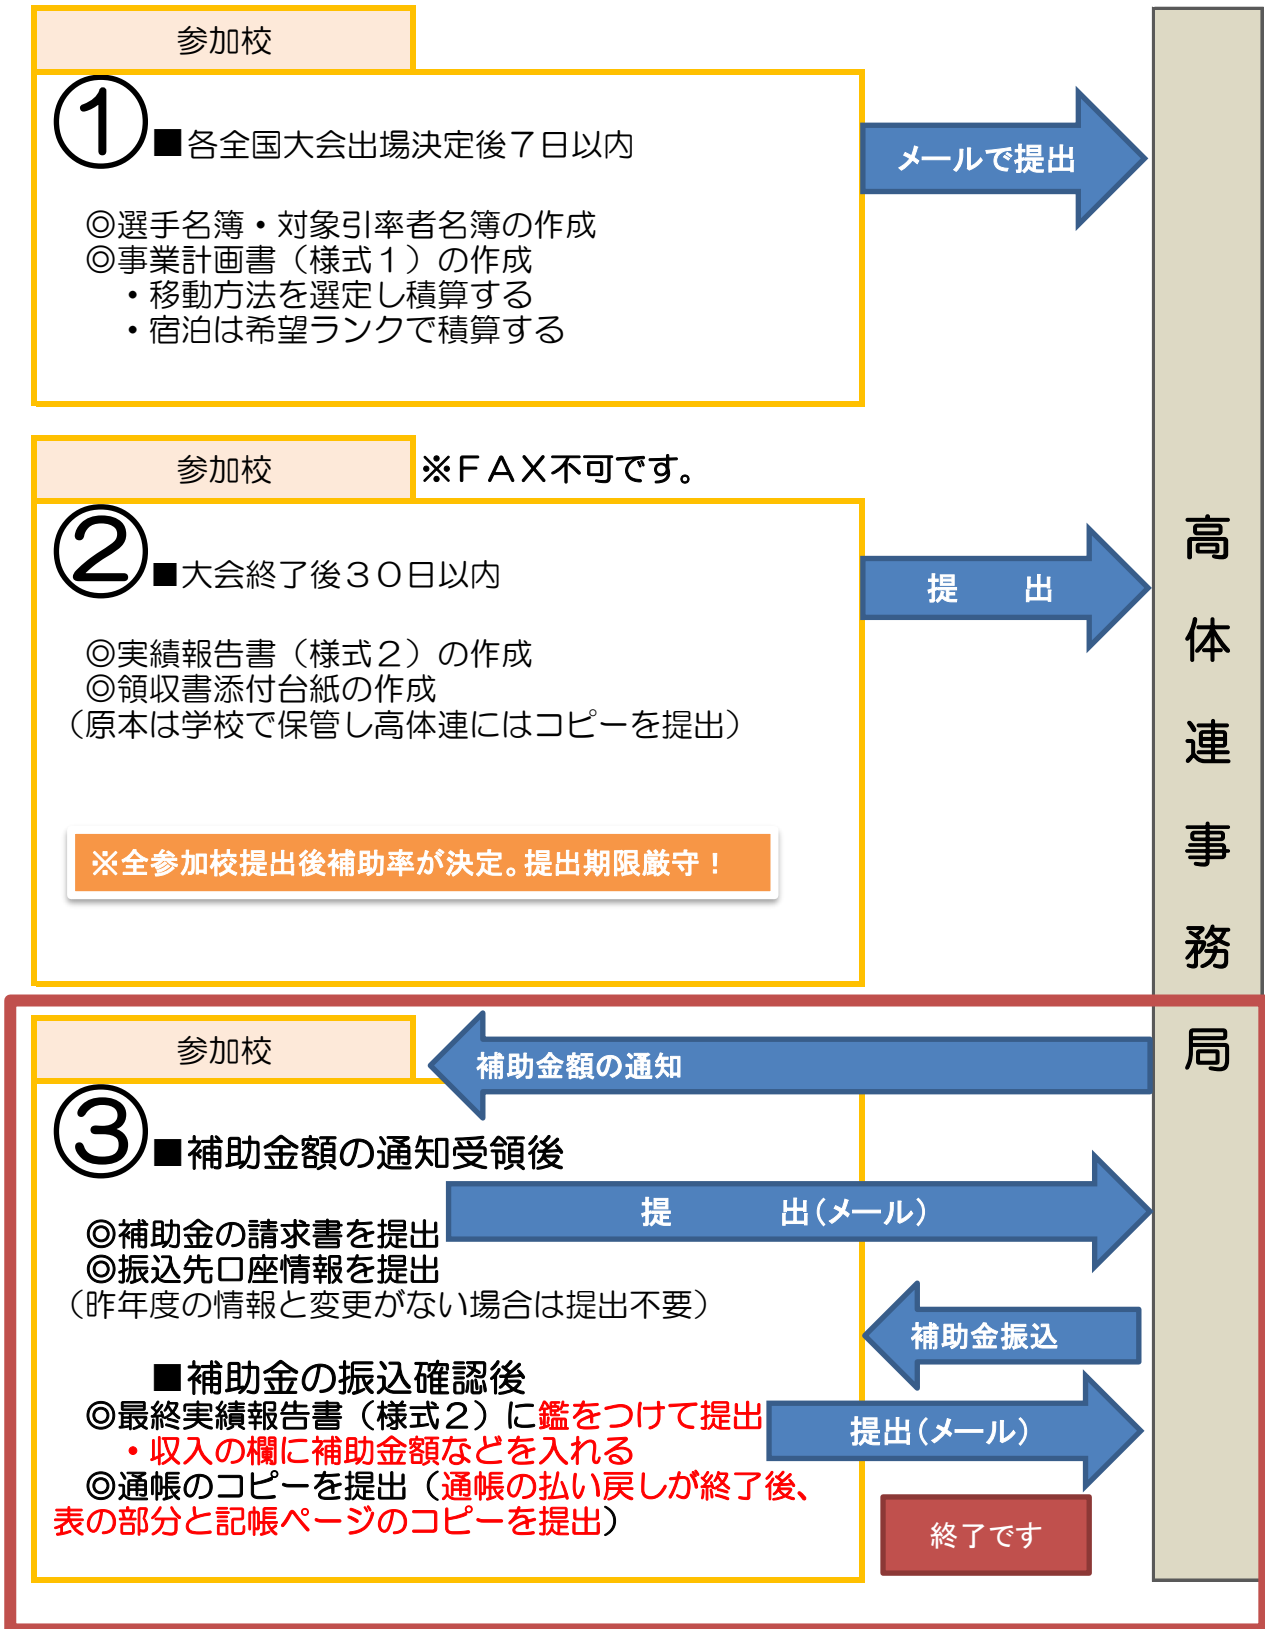 参加校
①■各全国大会出場決定後７日以内
メールで提出
◎選手名簿・対象引率者名簿の作成
◎事業計画書（様式１）の作成
・移動方法を選定し積算する
・宿泊は希望ランクで積算する
参加校
※ＦＡＸ不可です。
②■大会終了後３０日以内
提　　出
◎実績報告書（様式２）の作成
◎領収書添付台紙の作成
（原本は学校で保管し高体連にはコピーを提出）
※全参加校提出後補助率が決定。提出期限厳守！
高体連事務局
参加校
補助金額の通知
③■補助金額の通知受領後
提　　　出（メール）
◎補助金の請求書を提出
◎振込先口座情報を提出
（昨年度の情報と変更がない場合は提出不要）
補助金振込
■補助金の振込確認後
◎最終実績報告書（様式２）に鑑をつけて提出
提出（メール）
・収入の欄に補助金額などを入れる
◎通帳のコピーを提出（通帳の払い戻しが終了後、
表の部分と記帳ページのコピーを提出）
終了です